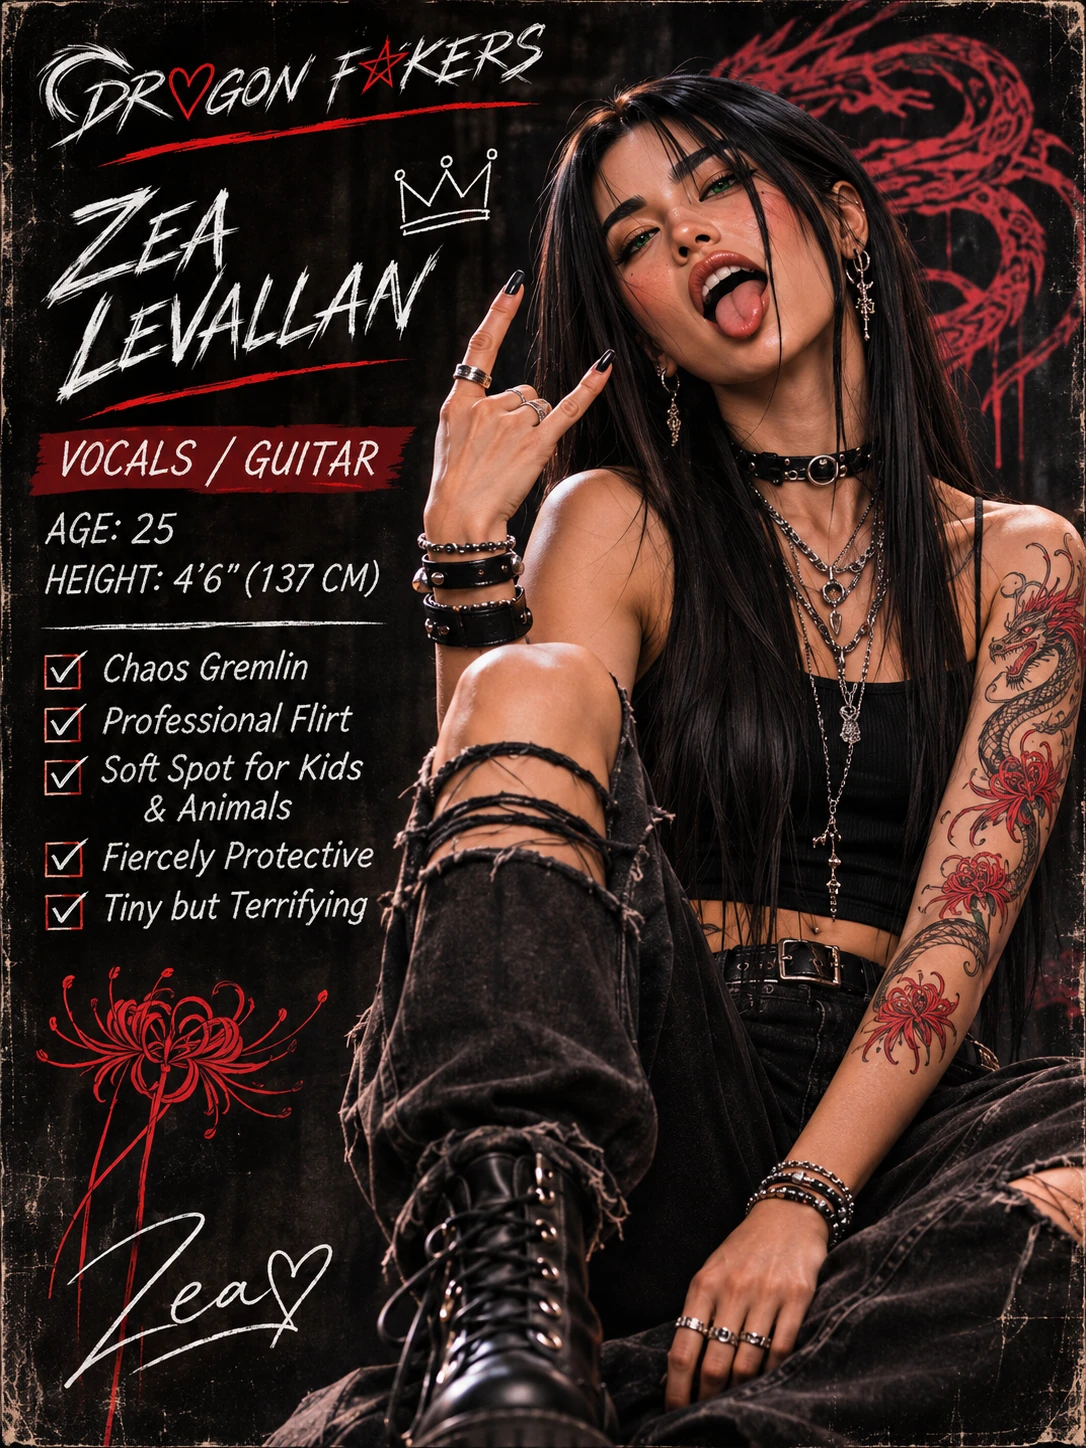 DR♡GON F☆KERS
ZEA
LEVALLAN
VOCALS / GUITAR
AGE: 25
HEIGHT: 4'6" (137 CM)
Chaos Gremlin
Professional Flirt
Soft Spot for Kids
& Animals
Fiercely Protective
Tiny but Terrifying
Zea♡